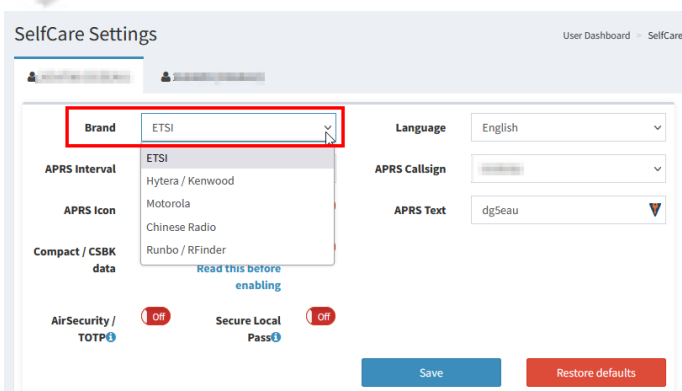 SelfCare Settings
User Dashboard > SelfCare
Brand
ETSI
Language
English
ETSI
Hytera / Kenwood
Motorola
Chinese Radio
Runbo / RFinder
APRS Interval
APRS Callsign
APRS Icon
APRS Text
dg5eau
Compact / CSBK
data
Read this before
enabling
AirSecurity /
TOTP
Off
Secure Local
Pass
Off
Save
Restore defaults